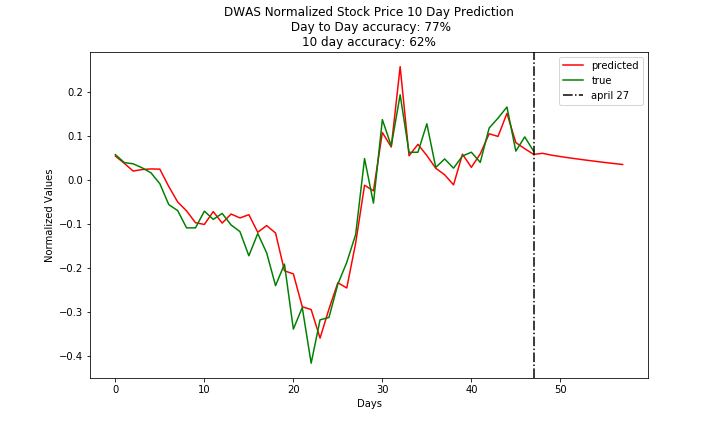 DWAS Normalized Stock Price 10 Day Prediction
Day to Day accuracy: 77%
10 day accuracy: 62%
predicted
true
april 27
0.2
0.1
0.0
−0.1
−0.2
−0.3
−0.4
Normalized Values
0 10 20 30 40 50
Days